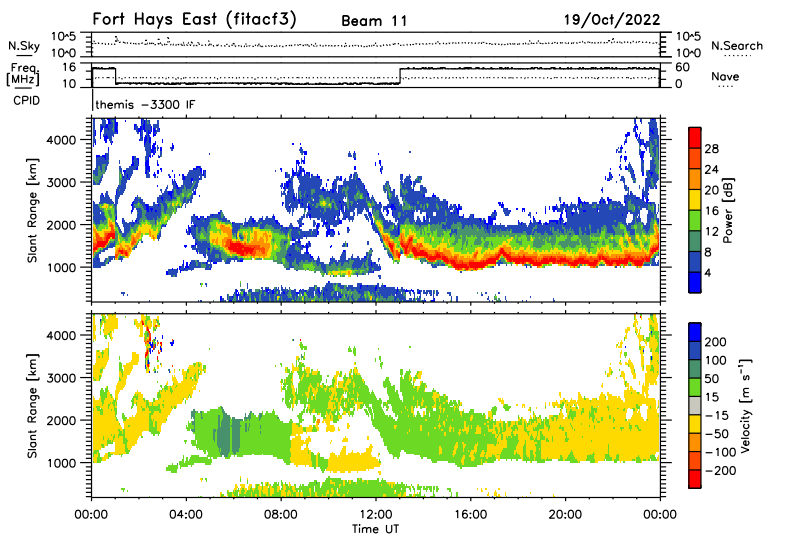 Fort Hays East (fitacf3) Beam 11 19/Oct/2022
N.Sky 10^5 10^0 10^5 10^0 N.Search
Freq. [MHz] 16 10 60 0 Nave
CPID themis -3300 IF
4000
3000
2000
1000
Slant Range [km]
28
24
20
16
12
8
4
Power [dB]
4000
3000
2000
1000
Slant Range [km]
200
100
50
15
-15
-50
-100
-200
Velocity [m s⁻¹]
00:00 04:00 08:00 12:00 16:00 20:00 00:00
Time UT